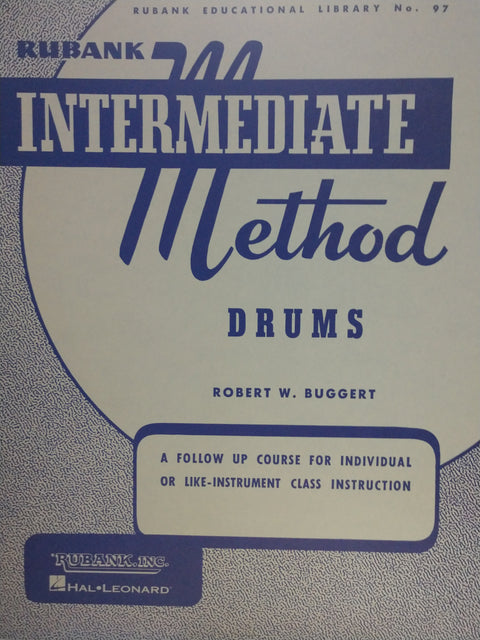 RUBANK EDUCATIONAL LIBRARY No. 97
RUBANK
INTERMEDIATE
Method
DRUMS
ROBERT W. BUGGERT
A FOLLOW UP COURSE FOR INDIVIDUAL
OR LIKE-INSTRUMENT CLASS INSTRUCTION
RUBANK, INC.
HAL•LEONARD®